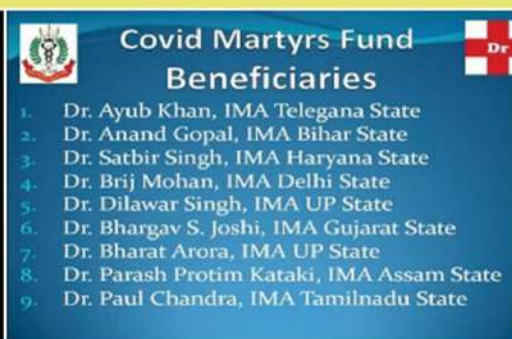 Covid Martyrs Fund
Dr
Beneficiaries
1. Dr. Ayub Khan, IMA Telegana State
2. Dr. Anand Gopal, IMA Bihar State
3. Dr. Satbir Singh, IMA Haryana State
4. Dr. Brij Mohan, IMA Delhi State
5. Dr. Dilawar Singh, IMA UP State
6. Dr. Bhargav S. Joshi, IMA Gujarat State
7. Dr. Bharat Arora, IMA UP State
8. Dr. Parash Protim Kataki, IMA Assam State
9. Dr. Paul Chandra, IMA Tamilnadu State